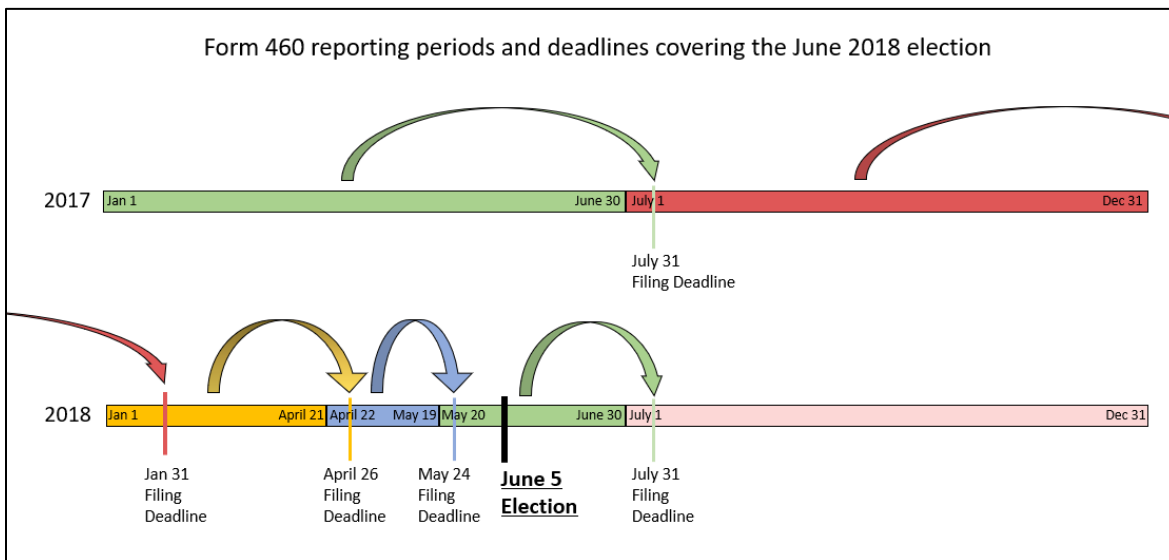 Form 460 reporting periods and deadlines covering the June 2018 election
2017
Jan 1
June 30
July 1
Dec 31
July 31
Filing Deadline
2018
Jan 1
April 21
April 22
May 19
May 20
June 30
July 1
Dec 31
Jan 31
Filing
Deadline
April 26
Filing
Deadline
May 24
Filing
Deadline
June 5
Election
July 31
Filing
Deadline